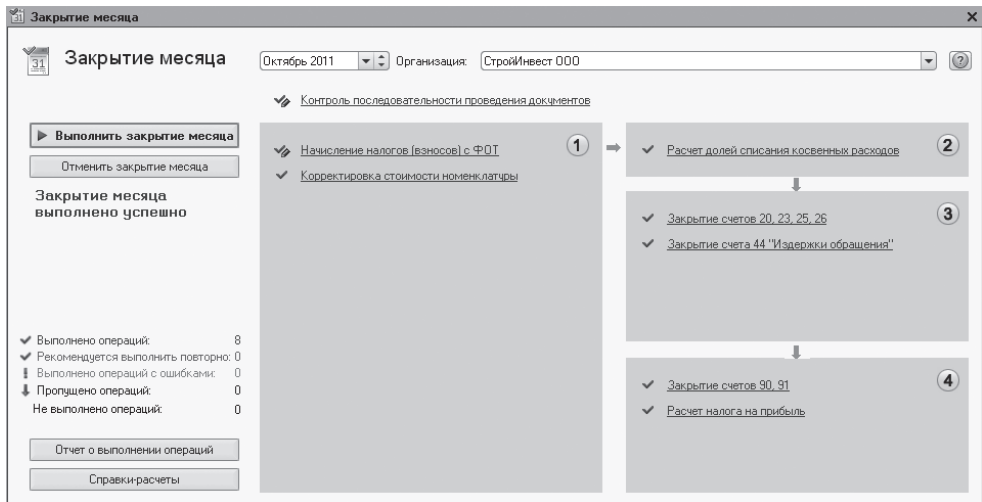 Закрытие месяца
31 Закрытие месяца
Октябрь 2011 Организация: СтройИнвест ООО ?
Контроль последовательности проведения документов
Выполнить закрытие месяца
Отменить закрытие месяца
Закрытие месяца
выполнено успешно
Начисление налогов (взносов) с ФОТ 1
Корректировка стоимости номенклатуры
Расчет долей списания косвенных расходов 2
Закрытие счетов 20, 23, 25, 26 3
Закрытие счета 44 "Издержки обращения"
Закрытие счетов 90, 91 4
Расчет налога на прибыль
Выполнено операций: 8
Рекомендуется выполнить повторно: 0
Выполнено операций с ошибками: 0
Пропущено операций: 0
Не выполнено операций: 0
Отчет о выполнении операций
Справки-расчеты